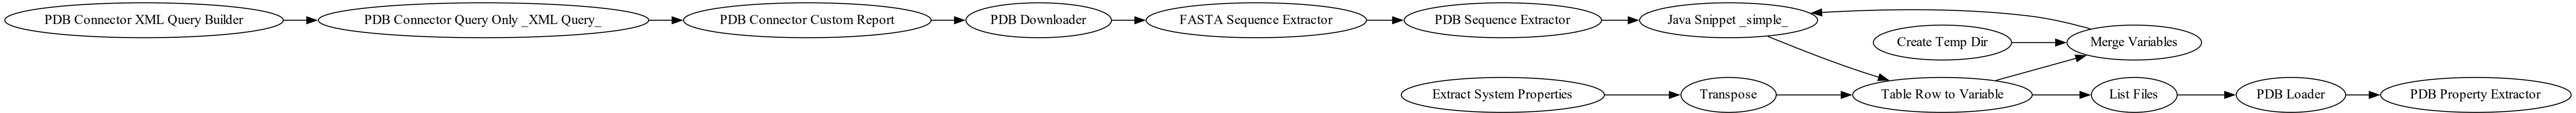 PDB Connector XML Query Builder
PDB Connector Query Only _XML Query_
PDB Connector Custom Report
PDB Downloader
FASTA Sequence Extractor
PDB Sequence Extractor
Java Snippet _simple_
Create Temp Dir
Merge Variables
Extract System Properties
Transpose
Table Row to Variable
List Files
PDB Loader
PDB Property Extractor